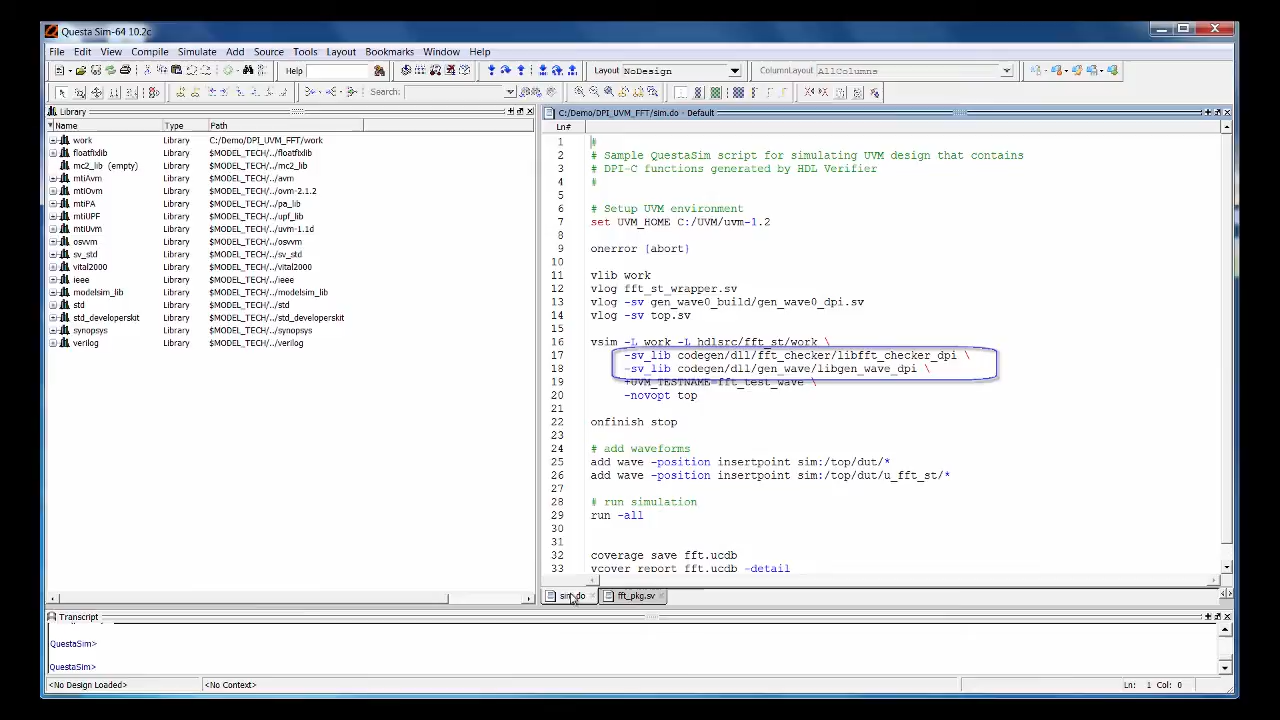 Questa Sim-64 10.2c
File Edit View Compile Simulate Add Source Tools Layout Bookmarks Window Help
Help Layout NoDesign ColumnLayout AllColumns
Search:
Library
Name Type Path
work Library C:/Demo/DPI_UVM_FFT/work
floatfixlib Library $MODEL_TECH/../floatfixlib
mc2_lib (empty) Library $MODEL_TECH/../mc2_lib
mtiAvm Library $MODEL_TECH/../avm
mtiOvm Library $MODEL_TECH/../ovm-2.1.2
mtiPA Library $MODEL_TECH/../pa_lib
mtiUPF Library $MODEL_TECH/../upf_lib
mtiUvm Library $MODEL_TECH/../uvm-1.1d
osvvm Library $MODEL_TECH/../osvvm
sv_std Library $MODEL_TECH/../sv_std
vital2000 Library $MODEL_TECH/../vital2000
ieee Library $MODEL_TECH/../ieee
modelsim_lib Library $MODEL_TECH/../modelsim_lib
std Library $MODEL_TECH/../std
std_developerskit Library $MODEL_TECH/../std_developerskit
synopsys Library $MODEL_TECH/../synopsys
verilog Library $MODEL_TECH/../verilog
C:/Demo/DPI_UVM_FFT/sim.do - Default
Ln#
1 #
2 # Sample QuestaSim script for simulating UVM design that contains
3 # DPI-C functions generated by HDL Verifier
4 #
5
6 # Setup UVM environment
7 set UVM_HOME C:/UVM/uvm-1.2
8
9 onerror {abort}
10
11 vlib work
12 vlog fft_st_wrapper.sv
13 vlog -sv gen_wave0_build/gen_wave0_dpi.sv
14 vlog -sv top.sv
15
16 vsim -L work -L hdlsrc/fft_st/work \
17 -sv_lib codegen/dll/fft_checker/libfft_checker_dpi \
18 -sv_lib codegen/dll/gen_wave/libgen_wave_dpi \
19 +UVM_TESTNAME=fft_test_wave \
20 -novopt top
21
22 onfinish stop
23
24 # add waveforms
25 add wave -position insertpoint sim:/top/dut/*
26 add wave -position insertpoint sim:/top/dut/u_fft_st/*
27
28 # run simulation
29 run -all
30
31
32 coverage save fft.ucdb
33 vcover report fft.ucdb -detail
sim.do fft_pkg.sv
Transcript
QuestaSim>
QuestaSim>
<No Design Loaded> <No Context> Ln: 1 Col: 0